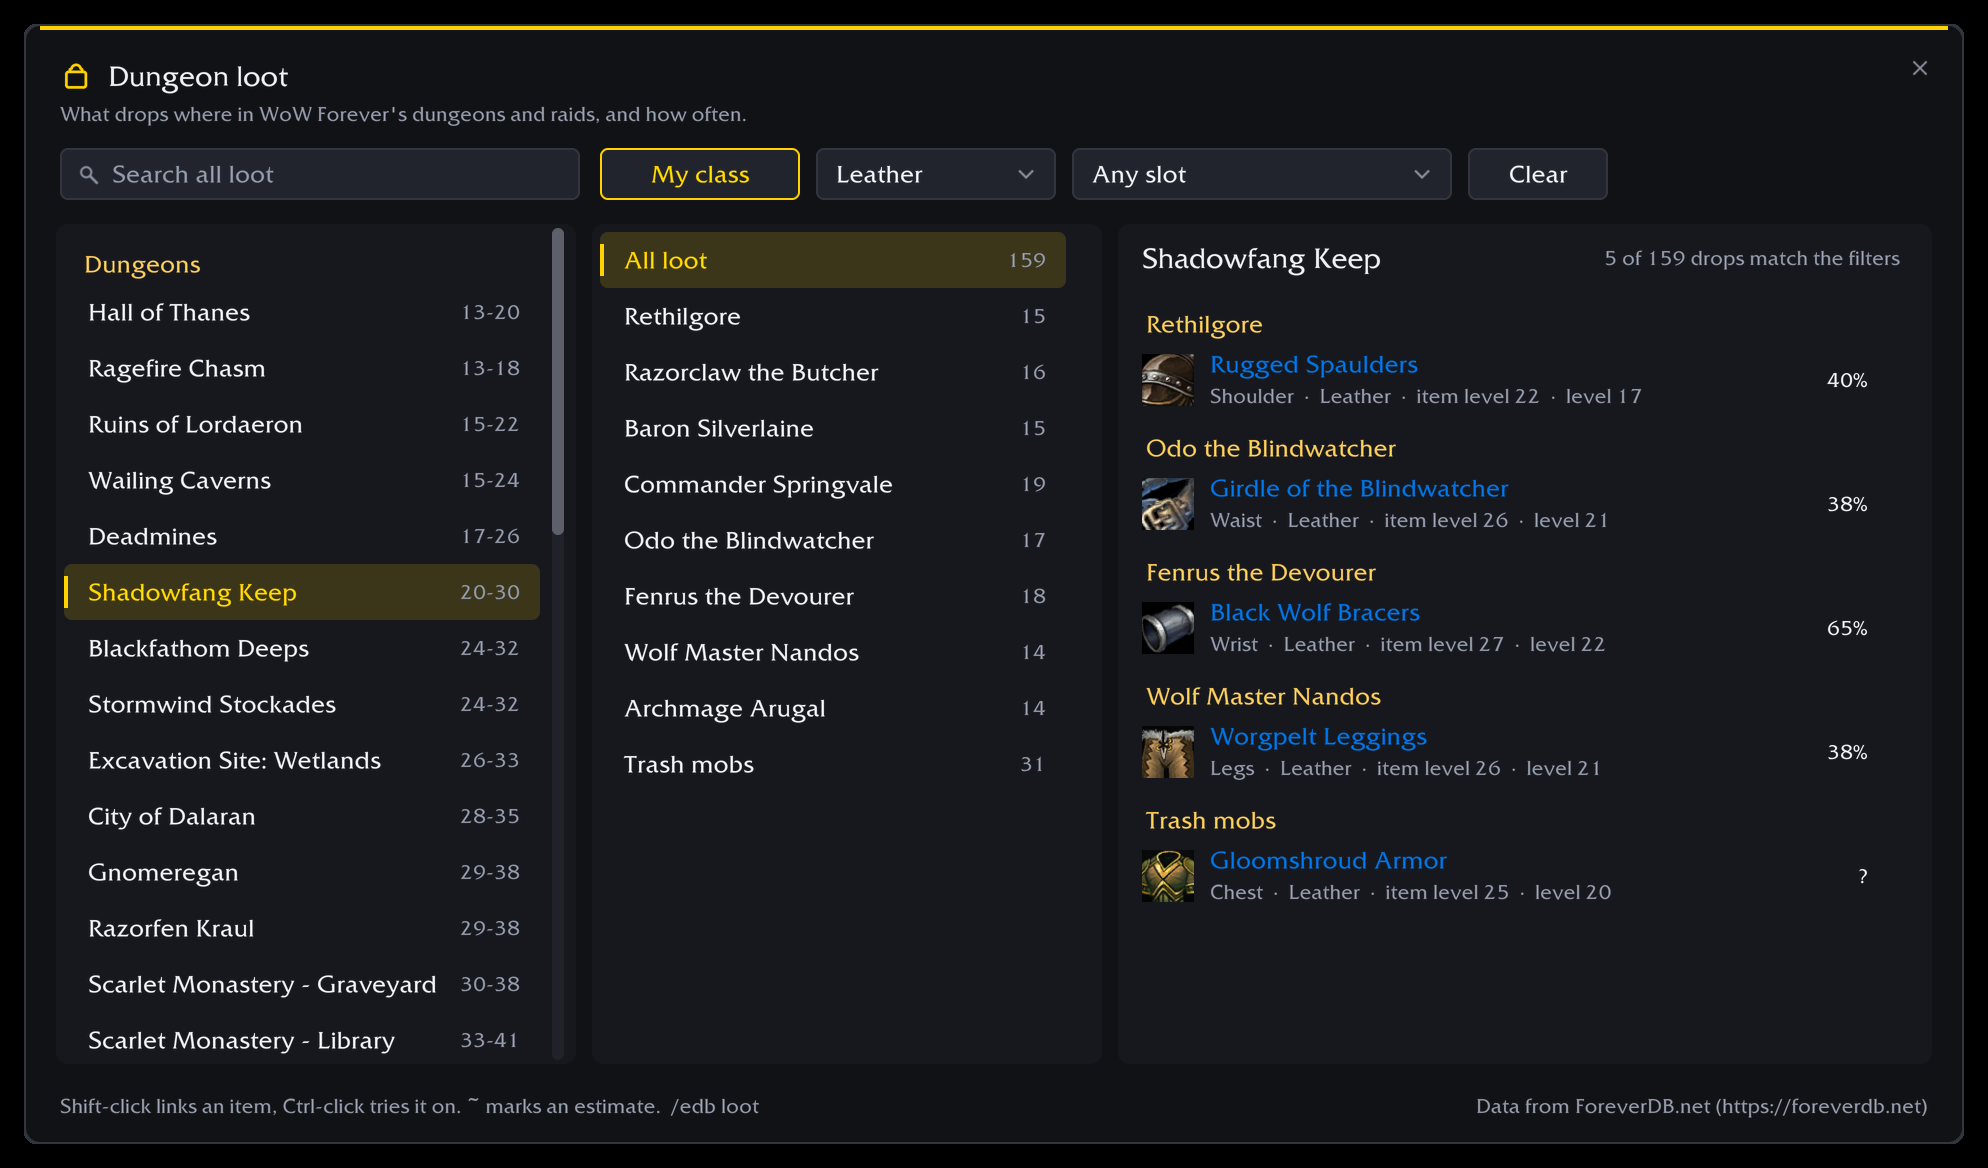 Dungeon loot
What drops where in WoW Forever's dungeons and raids, and how often.
Search all loot
My class
Leather
Any slot
Clear
Dungeons
Hall of Thanes 13-20
Ragefire Chasm 13-18
Ruins of Lordaeron 15-22
Wailing Caverns 15-24
Deadmines 17-26
Shadowfang Keep 20-30
Blackfathom Deeps 24-32
Stormwind Stockades 24-32
Excavation Site: Wetlands 26-33
City of Dalaran 28-35
Gnomeregan 29-38
Razorfen Kraul 29-38
Scarlet Monastery - Graveyard 30-38
Scarlet Monastery - Library 33-41
All loot 159
Rethilgore 15
Razorclaw the Butcher 16
Baron Silverlaine 15
Commander Springvale 19
Odo the Blindwatcher 17
Fenrus the Devourer 18
Wolf Master Nandos 14
Archmage Arugal 14
Trash mobs 31
Shadowfang Keep 5 of 159 drops match the filters
Rethilgore
Rugged Spaulders
Shoulder · Leather · item level 22 · level 17
40%
Odo the Blindwatcher
Girdle of the Blindwatcher
Waist · Leather · item level 26 · level 21
38%
Fenrus the Devourer
Black Wolf Bracers
Wrist · Leather · item level 27 · level 22
65%
Wolf Master Nandos
Worgpelt Leggings
Legs · Leather · item level 26 · level 21
38%
Trash mobs
Gloomshroud Armor
Chest · Leather · item level 25 · level 20
?
Shift-click links an item, Ctrl-click tries it on. ~ marks an estimate. /edb loot
Data from ForeverDB.net (https://foreverdb.net)